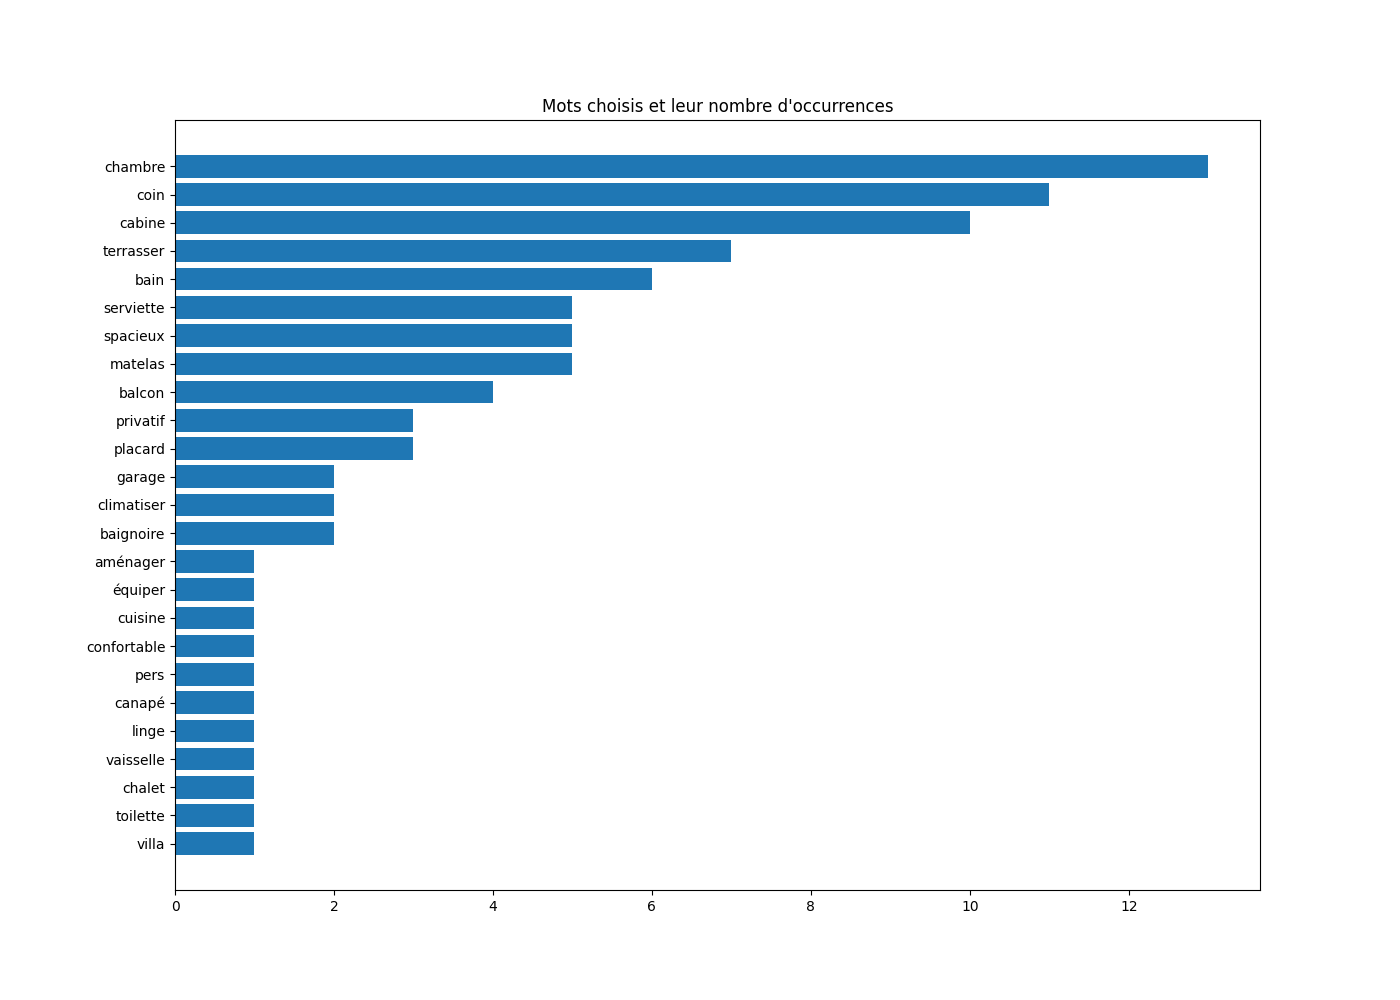 Mots choisis et leur nombre d'occurrences
chambre
coin
cabine
terrasser
bain
serviette
spacieux
matelas
balcon
privatif
placard
garage
climatiser
baignoire
aménager
équiper
cuisine
confortable
pers
canapé
linge
vaisselle
chalet
toilette
villa
0 2 4 6 8 10 12